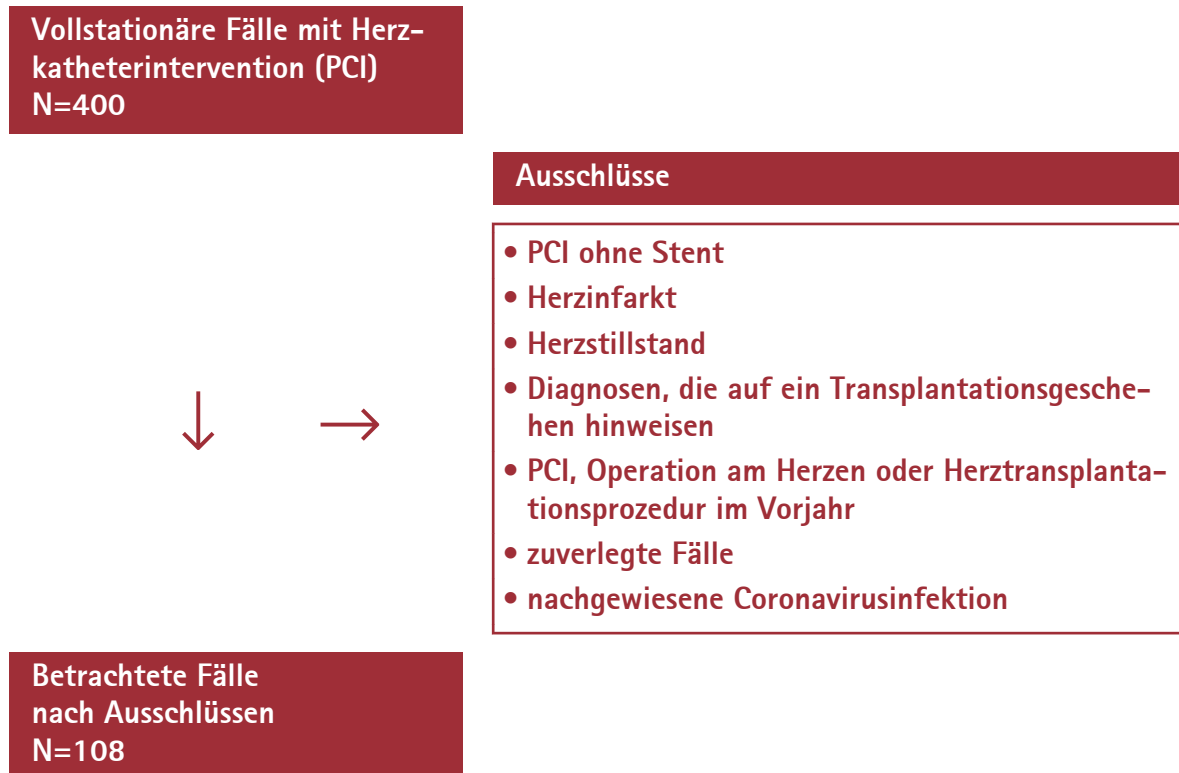 Vollstationäre Fälle mit Herz-
katheterintervention (PCI)
N=400
Ausschlüsse
• PCI ohne Stent
• Herzinfarkt
• Herzstillstand
• Diagnosen, die auf ein Transplantationsgesche-
hen hinweisen
• PCI, Operation am Herzen oder Herztransplanta-
tionsprozedur im Vorjahr
• zuverlegte Fälle
• nachgewiesene Coronavirusinfektion
Betrachtete Fälle
nach Ausschlüssen
N=108